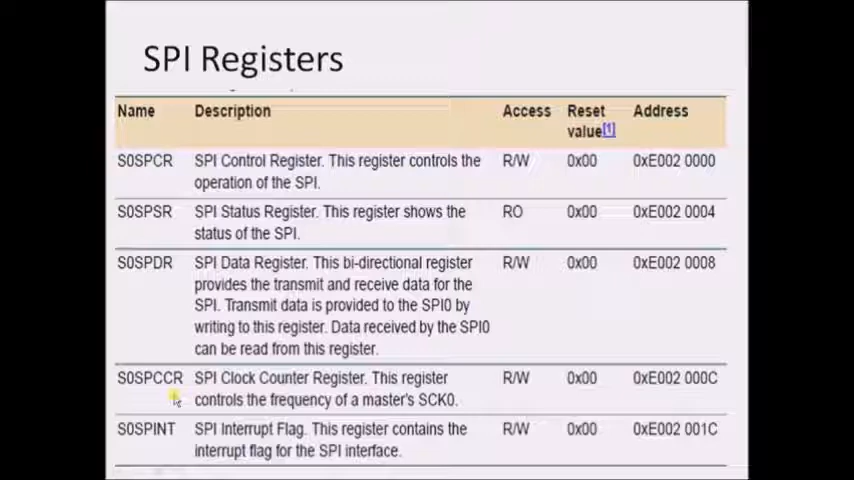 SPI Registers
Name Description Access Reset value[1] Address
S0SPCR SPI Control Register. This register controls the R/W 0x00 0xE002 0000
operation of the SPI.
S0SPSR SPI Status Register. This register shows the RO 0x00 0xE002 0004
status of the SPI.
S0SPDR SPI Data Register. This bi-directional register R/W 0x00 0xE002 0008
provides the transmit and receive data for the
SPI. Transmit data is provided to the SPI0 by
writing to this register. Data received by the SPI0
can be read from this register.
S0SPCCR SPI Clock Counter Register. This register R/W 0x00 0xE002 000C
controls the frequency of a master's SCK0.
S0SPINT SPI Interrupt Flag. This register contains the R/W 0x00 0xE002 001C
interrupt flag for the SPI interface.